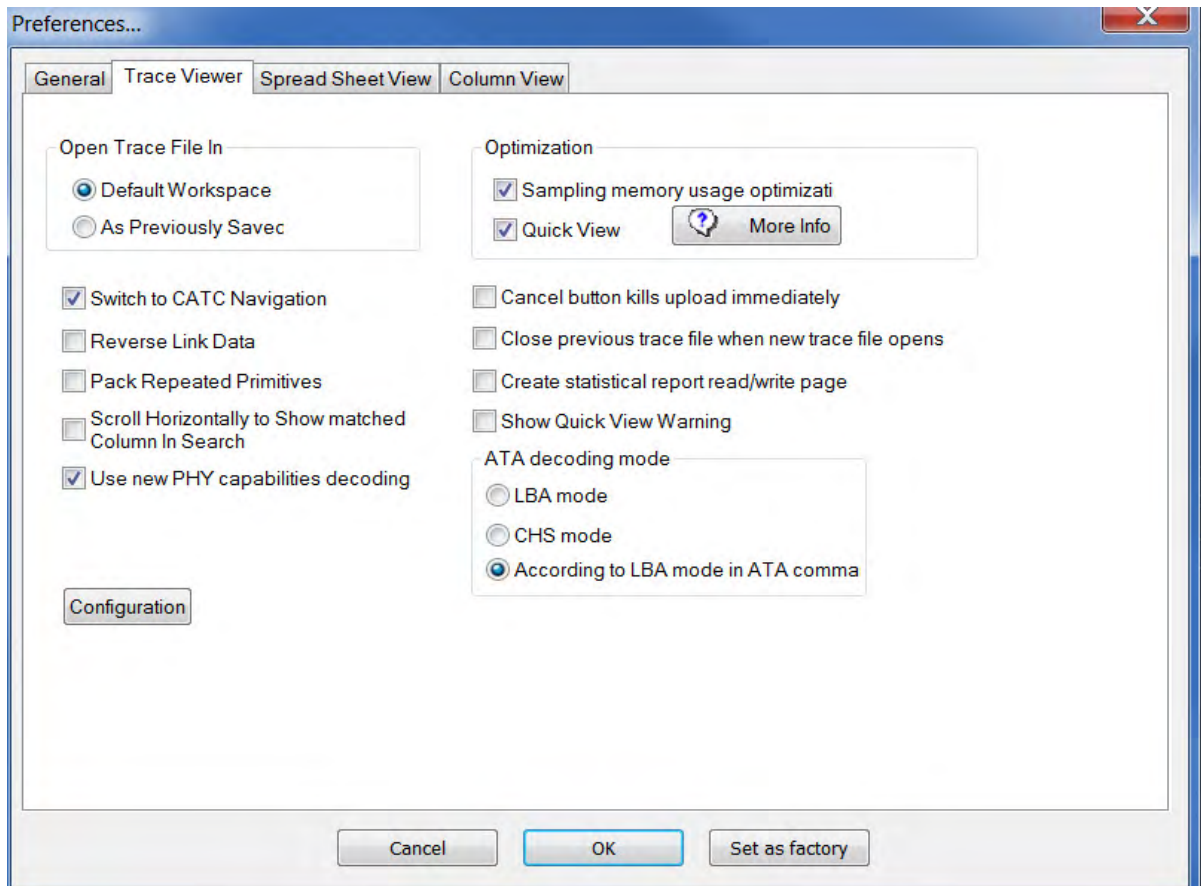 Preferences...
General
Trace Viewer
Spread Sheet View
Column View
Open Trace File In
Default Workspace
As Previously Savec
Switch to CATC Navigation
Reverse Link Data
Pack Repeated Primitives
Scroll Horizontally to Show matched
Column In Search
Use new PHY capabilities decoding
Configuration
Optimization
Sampling memory usage optimizati
Quick View
More Info
Cancel button kills upload immediately
Close previous trace file when new trace file opens
Create statistical report read/write page
Show Quick View Warning
ATA decoding mode
LBA mode
CHS mode
According to LBA mode in ATA comma
Cancel
OK
Set as factory